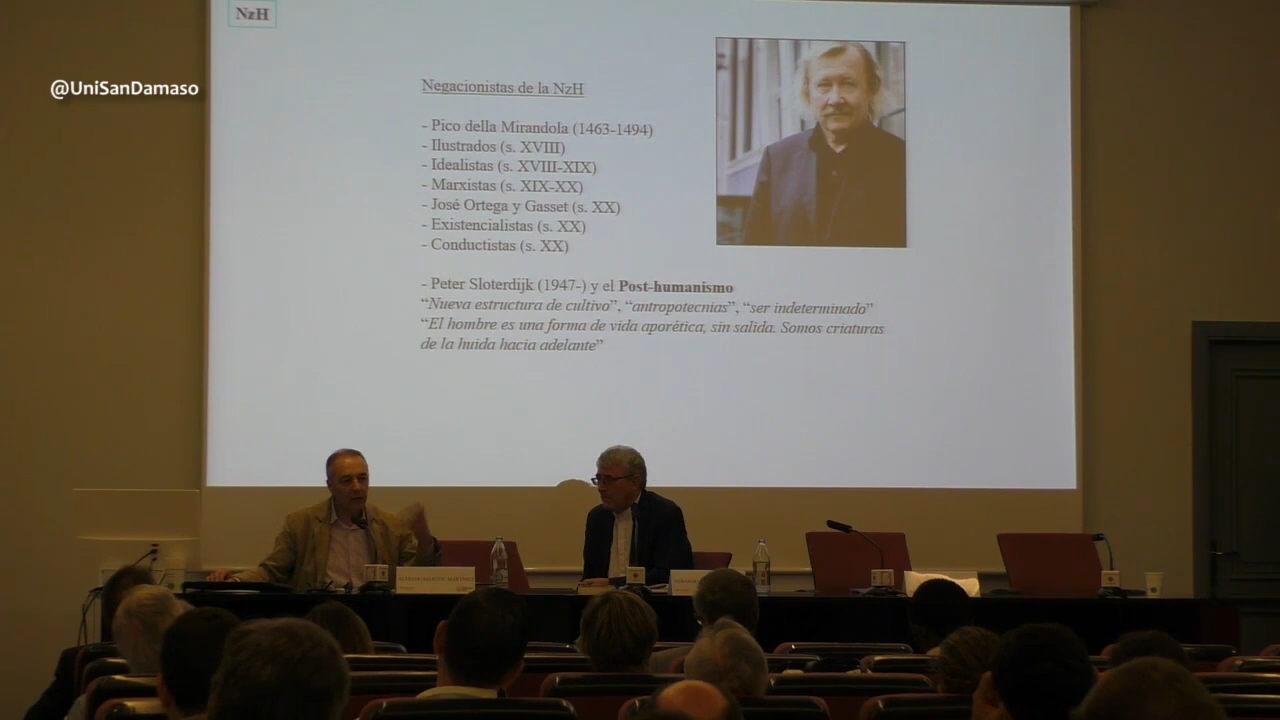 NzH
@UniSanDamaso
Negacionistas de la NzH
- Pico della Mirandola (1463-1494)
- Ilustrados (s. XVIII)
- Idealistas (s. XVIII-XIX)
- Marxistas (s. XIX-XX)
- José Ortega y Gasset (s. XX)
- Existencialistas (s. XX)
- Conductistas (s. XX)
- Peter Sloterdijk (1947-) y el Post-humanismo
“Nueva estructura de cultivo”, “antropotecnias”, “ser indeterminado”
“El hombre es una forma de vida aporética, sin salida. Somos criaturas
de la huida hacia adelante”